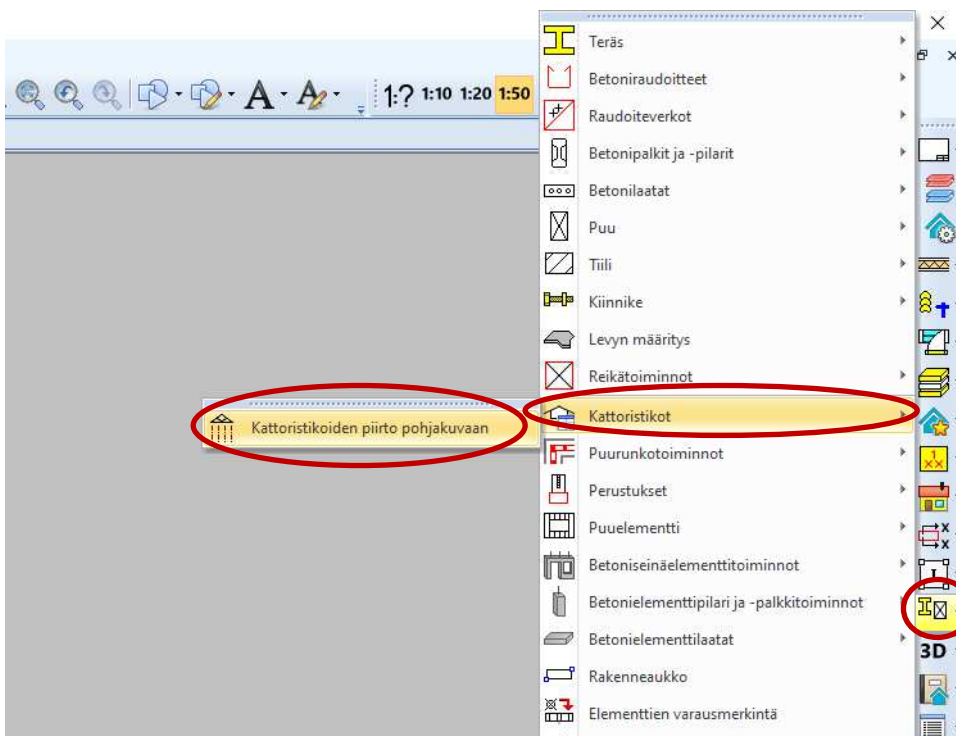 1:? 1:10 1:20 1:50
Teräs
Betoniraudoitteet
Raudoiteverkot
Betonipalkit ja -pilarit
Betonilaatat
Puu
Tiili
Kiinnike
Levyn määritys
Reikätoiminnot
Kattoristikot
Kattoristikoiden piirto pohjakuvaan
Puurunkotoiminnot
Perustukset
Puuelementti
Betoniseinäelementtitoiminnot
Betonielementtipilari ja -palkkitoiminnot
Betonielementtilaatat
Rakenneaukko
Elementtien varausmerkintä
3D